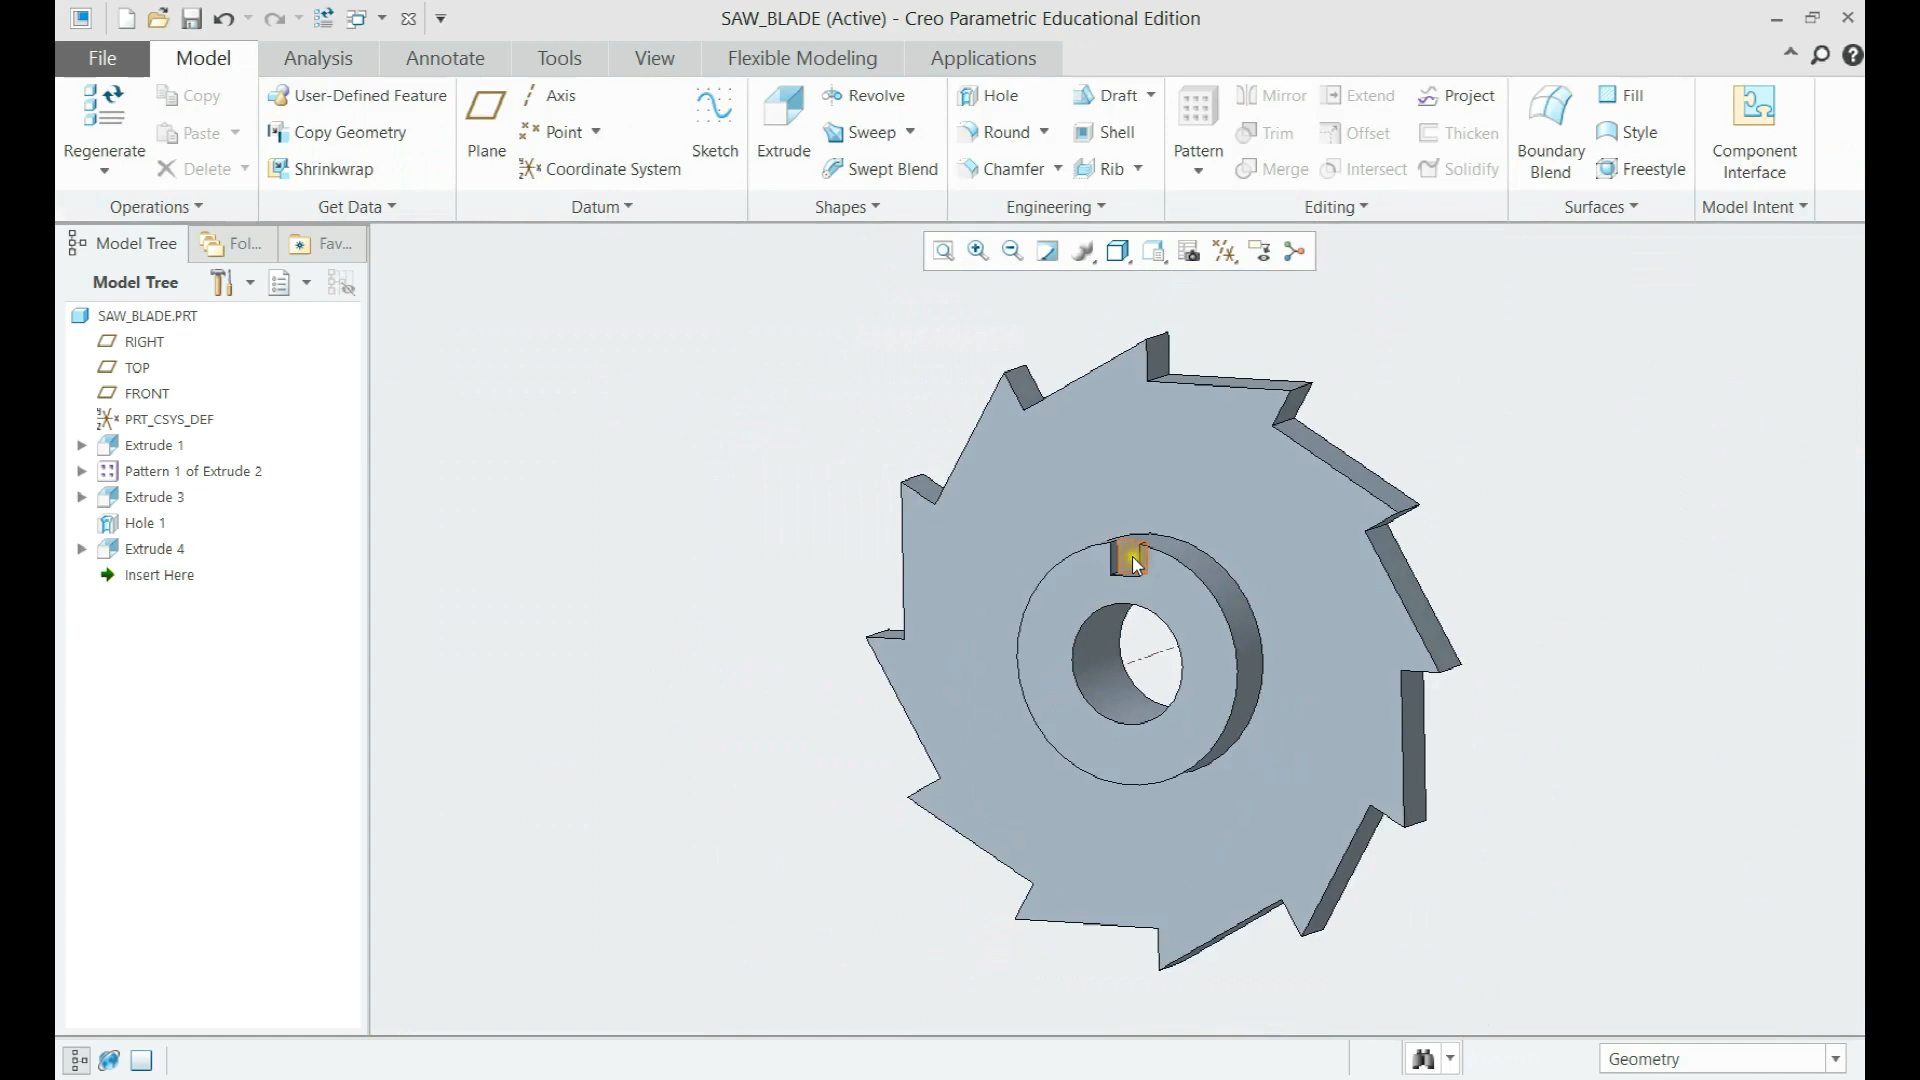 SAW_BLADE (Active) - Creo Parametric Educational Edition
File Model Analysis Annotate Tools View Flexible Modeling Applications
Regenerate
Copy
Paste
Delete
Operations
User-Defined Feature
Copy Geometry
Shrinkwrap
Get Data
Plane
Axis
Point
Coordinate System
Sketch
Datum
Extrude
Revolve
Sweep
Swept Blend
Shapes
Hole
Round
Chamfer
Draft
Shell
Rib
Engineering
Pattern
Mirror
Trim
Merge
Extend
Offset
Intersect
Project
Thicken
Solidify
Editing
Boundary
Blend
Fill
Style
Freestyle
Surfaces
Component
Interface
Model Intent
Model Tree Fol... Fav...
Model Tree
SAW_BLADE.PRT
RIGHT
TOP
FRONT
PRT_CSYS_DEF
Extrude 1
Pattern 1 of Extrude 2
Extrude 3
Hole 1
Extrude 4
Insert Here
Geometry